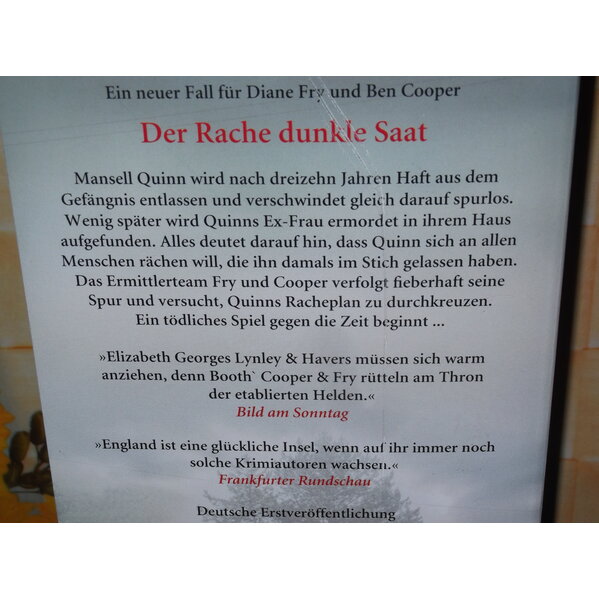 Ein neuer Fall für Diane Fry und Ben Cooper
Der Rache dunkle Saat
Mansell Quinn wird nach dreizehn Jahren Haft aus dem
Gefängnis entlassen und verschwindet gleich darauf spurlos.
Wenig später wird Quinns Ex-Frau ermordet in ihrem Haus
aufgefunden. Alles deutet darauf hin, dass Quinn sich an allen
Menschen rächen will, die ihn damals im Stich gelassen haben.
Das Ermittlerteam Fry und Cooper verfolgt fieberhaft seine
Spur und versucht, Quinns Racheplan zu durchkreuzen.
Ein tödliches Spiel gegen die Zeit beginnt ...
»Elizabeth Georges Lynley & Havers müssen sich warm
anziehen, denn Booth` Cooper & Fry rütteln am Thron
der etablierten Helden.«
Bild am Sonntag
»England ist eine glückliche Insel, wenn auf ihr immer noch
solche Krimiautoren wachsen.«
Frankfurter Rundschau
Deutsche Erstveröffentlichung